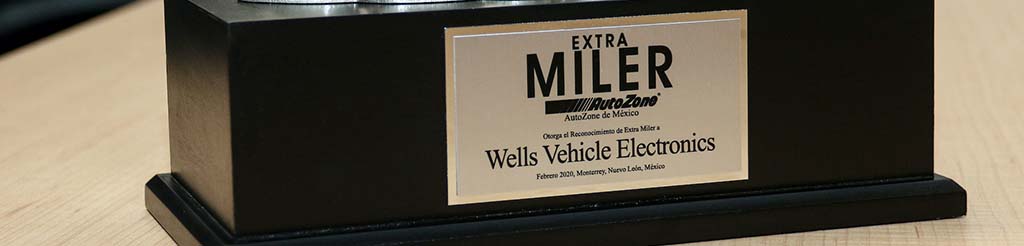 EXTRA
MILER
AutoZone®
AutoZone de México
Otorga el Reconocimiento de Extra Miler a
Wells Vehicle Electronics
Febrero 2020, Monterrey, Nuevo León, México